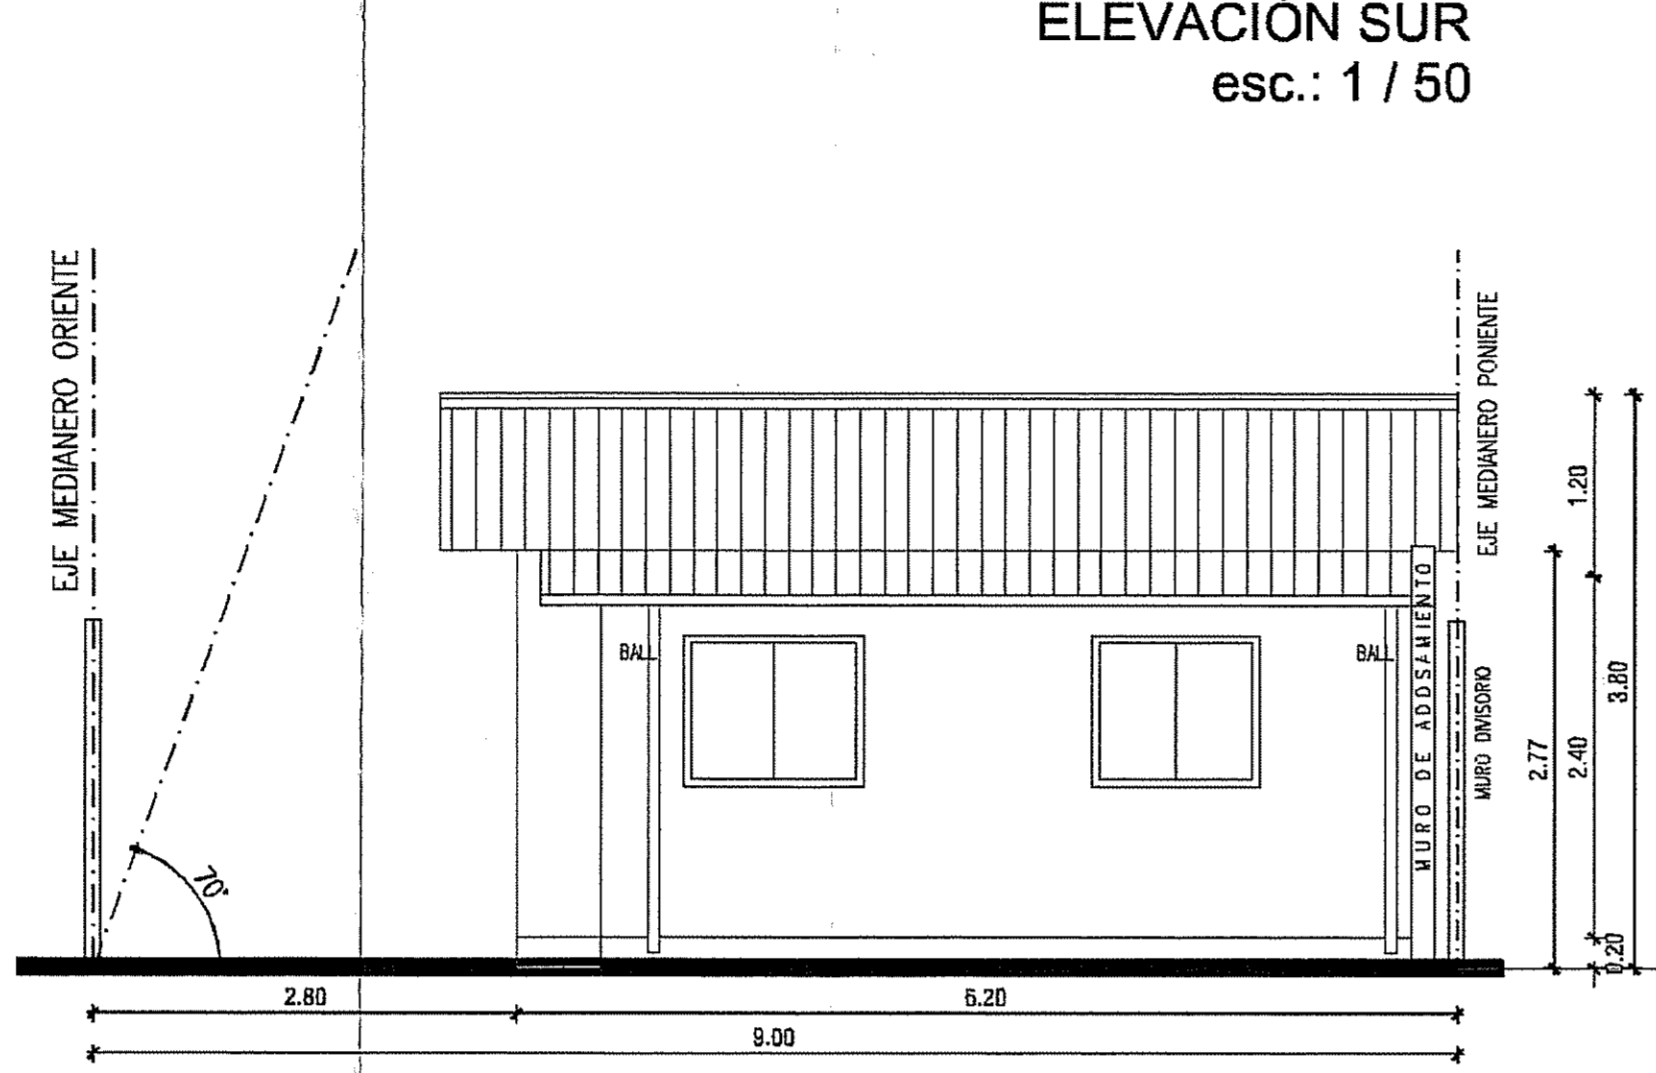 ELEVACIÓN SUR
esc.: 1 / 50
EJE MEDIANERO ORIENTE
EJE MEDIANERO PONIENTE
1.20
BALL
BALL
MURO DE ADOSAMIENTO
MURO DIVISORIO
2.77
2.40
3.80
70°
0.20
2.80
6.20
9.00